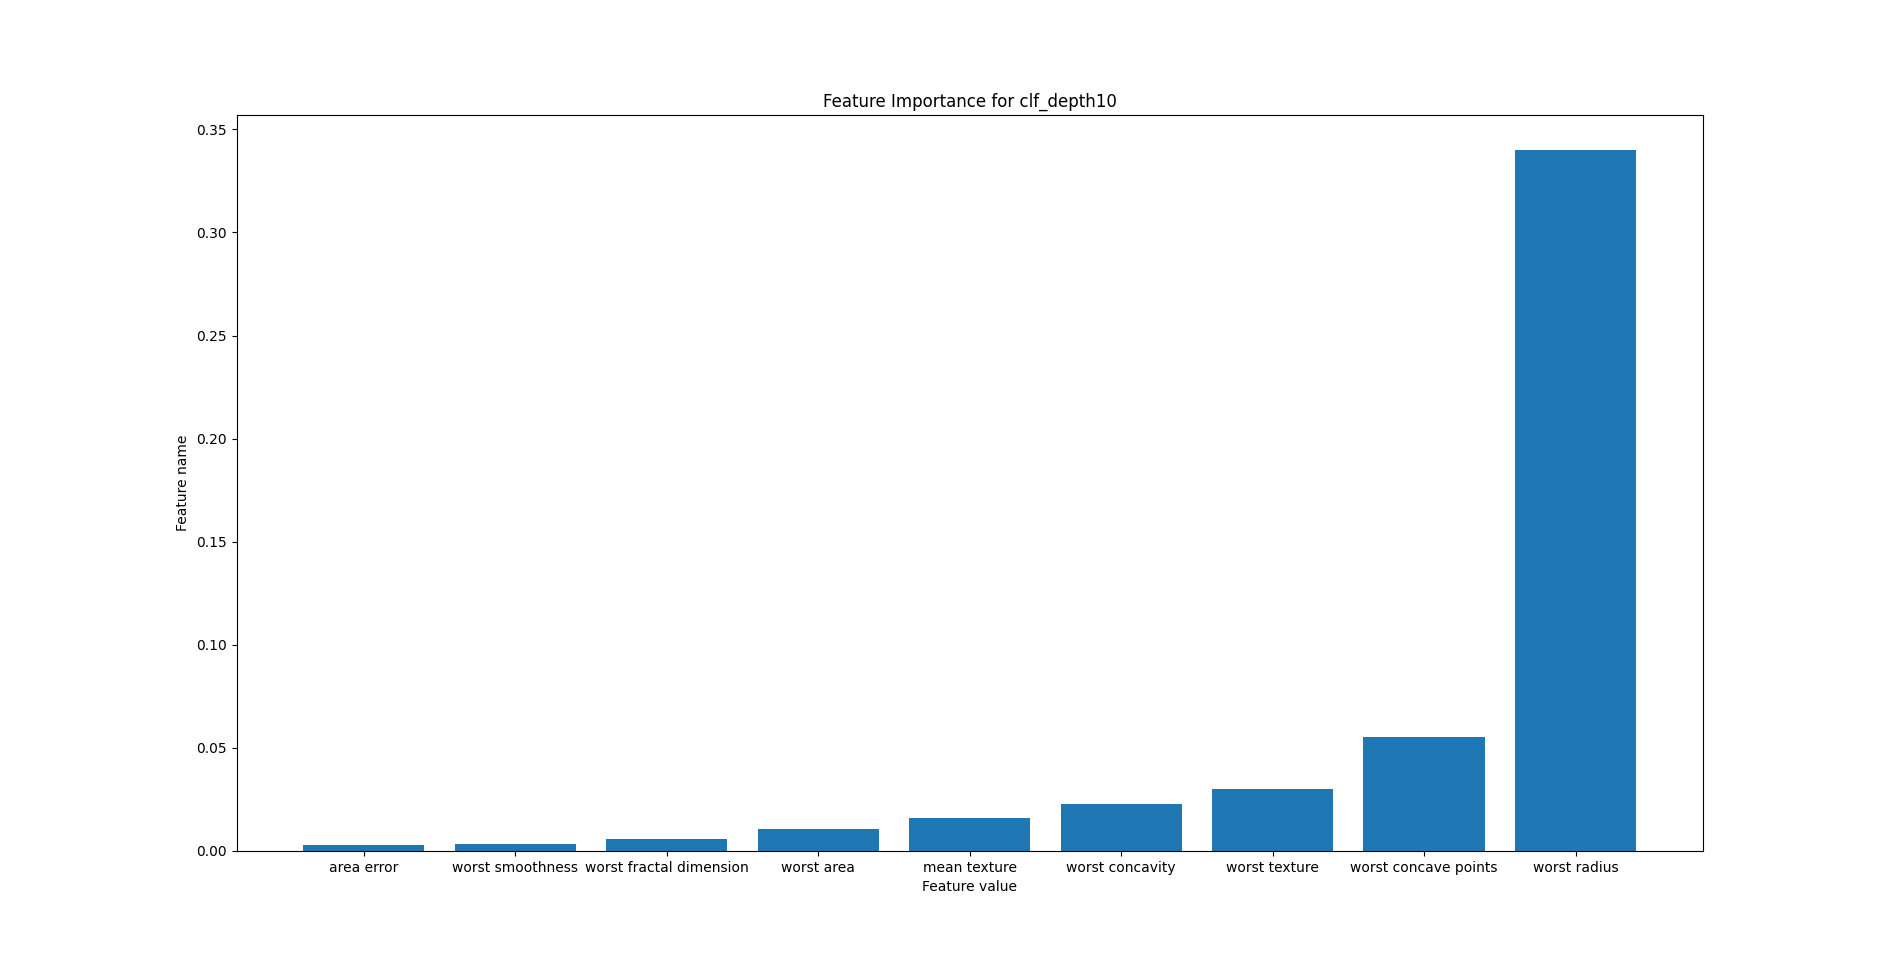 Feature Importance for clf_depth10
0.35
0.30
0.25
0.20
0.15
0.10
0.05
0.00
Feature name
area error
worst smoothness
worst fractal dimension
worst area
mean texture
worst concavity
worst texture
worst concave points
worst radius
Feature value